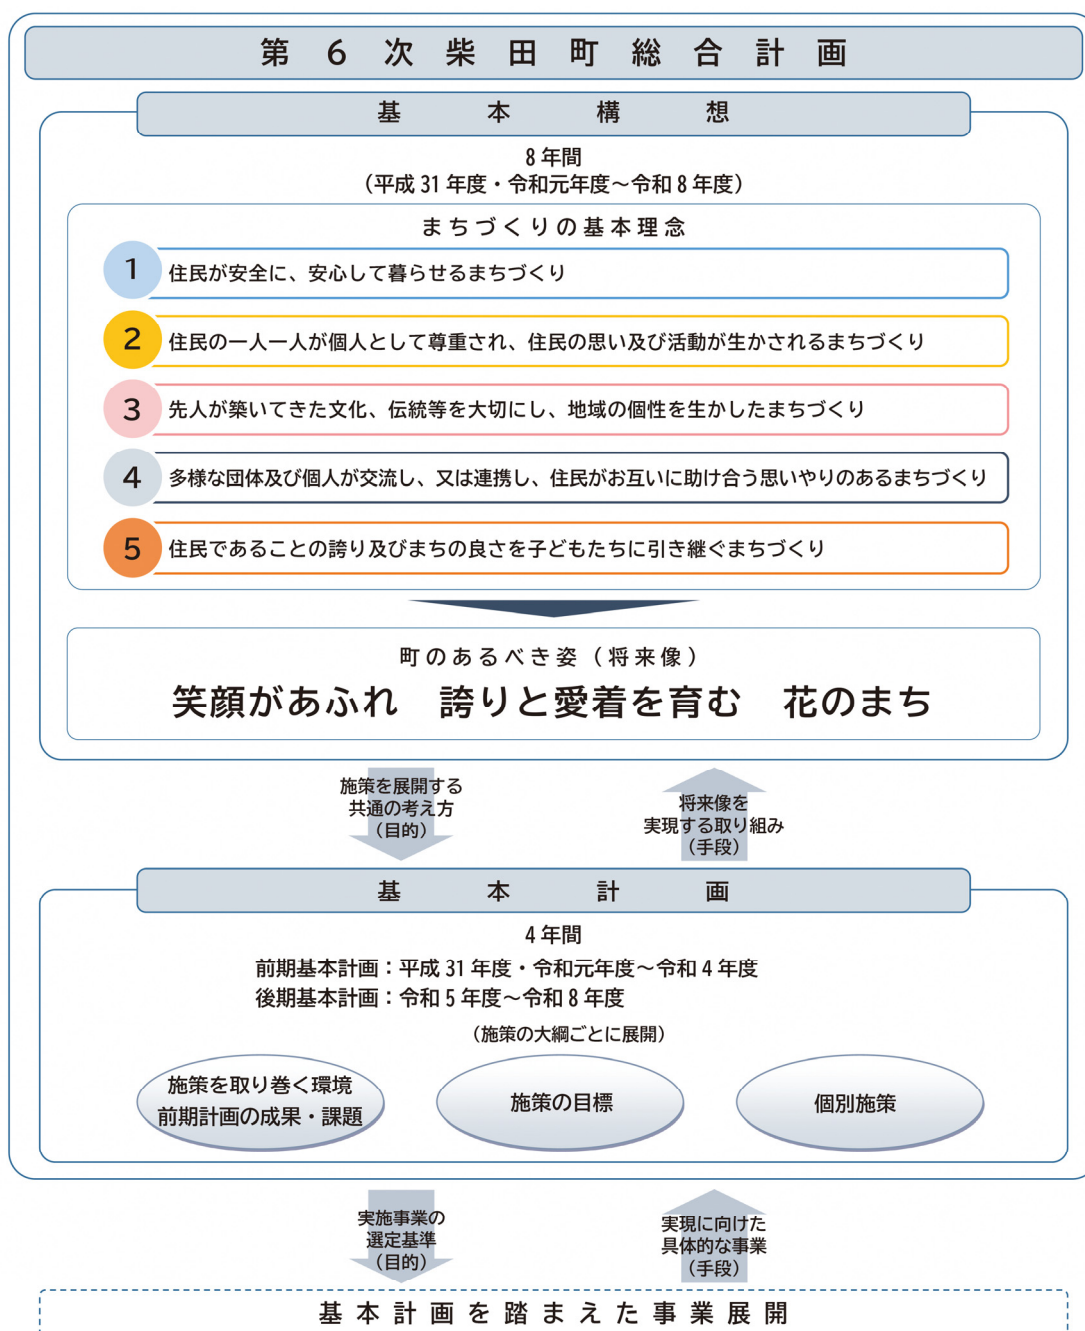 第6次柴田町総合計画
基本構想
8年間
（平成31年度・令和元年度～令和8年度）
まちづくりの基本理念
1 住民が安全に、安心して暮らせるまちづくり
2 住民の一人一人が個人として尊重され、住民の思い及び活動が生かされるまちづくり
3 先人が築いてきた文化、伝統等を大切にし、地域の個性を生かしたまちづくり
4 多様な団体及び個人が交流し、又は連携し、住民がお互いに助け合う思いやりのあるまちづくり
5 住民であることの誇り及びまちの良さを子どもたちに引き継ぐまちづくり
町のあるべき姿（将来像）
笑顔があふれ　誇りと愛着を育む　花のまち
施策を展開する
共通の考え方
（目的）
将来像を
実現する取り組み
（手段）
基本計画
4年間
前期基本計画：平成31年度・令和元年度～令和4年度
後期基本計画：令和5年度～令和8年度
（施策の大綱ごとに展開）
施策を取り巻く環境
前期計画の成果・課題
施策の目標
個別施策
実施事業の
選定基準
（目的）
実現に向けた
具体的な事業
（手段）
基本計画を踏まえた事業展開